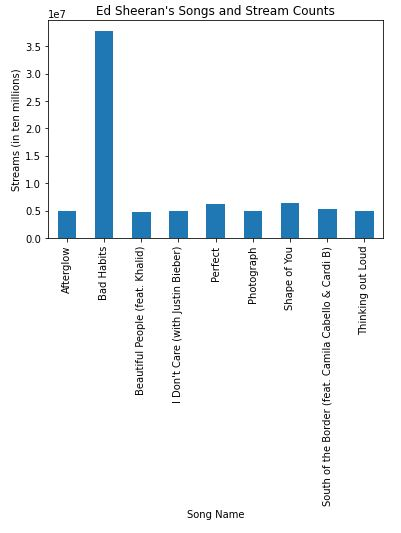 Ed Sheeran's Songs and Stream Counts
1e7
3.5
3.0
2.5
2.0
1.5
1.0
0.5
0.0
Streams (in ten millions)
Afterglow
Bad Habits
Beautiful People (feat. Khalid)
I Don't Care (with Justin Bieber)
Perfect
Photograph
Shape of You
South of the Border (feat. Camila Cabello & Cardi B)
Thinking out Loud
Song Name